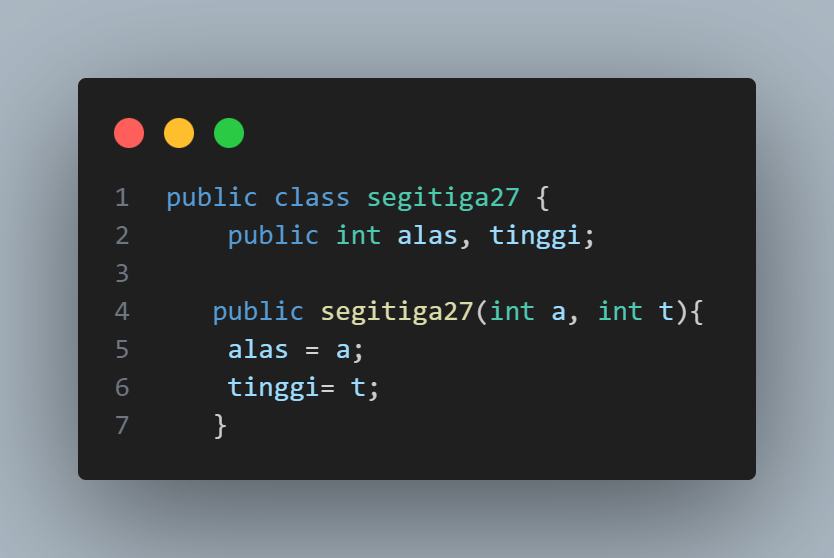 1 public class segitiga27 {
2 public int alas, tinggi;
3
4 public segitiga27(int a, int t){
5 alas = a;
6 tinggi= t;
7 }